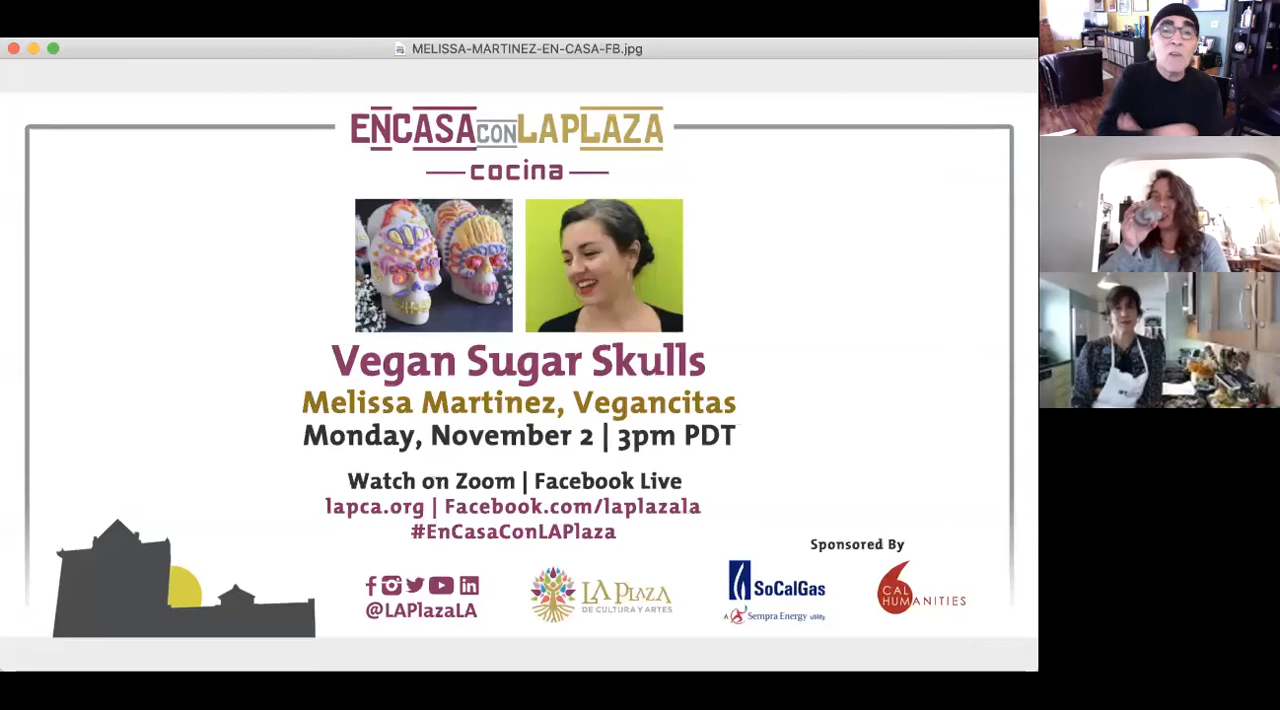 MELISSA-MARTINEZ-EN-CASA-FB.jpg
ENCASACONLAPLAZA
cocina
Vegan Sugar Skulls
Melissa Martinez, Vegancitas
Monday, November 2 | 3pm PDT
Watch on Zoom | Facebook Live
lapca.org | Facebook.com/laplazala
#EnCasaConLAPlaza
Sponsored By
@LAPlazaLA
LA PLAZA
DE CULTURA Y ARTES
SoCalGas
A Sempra Energy utility
CAL
HUMANITIES